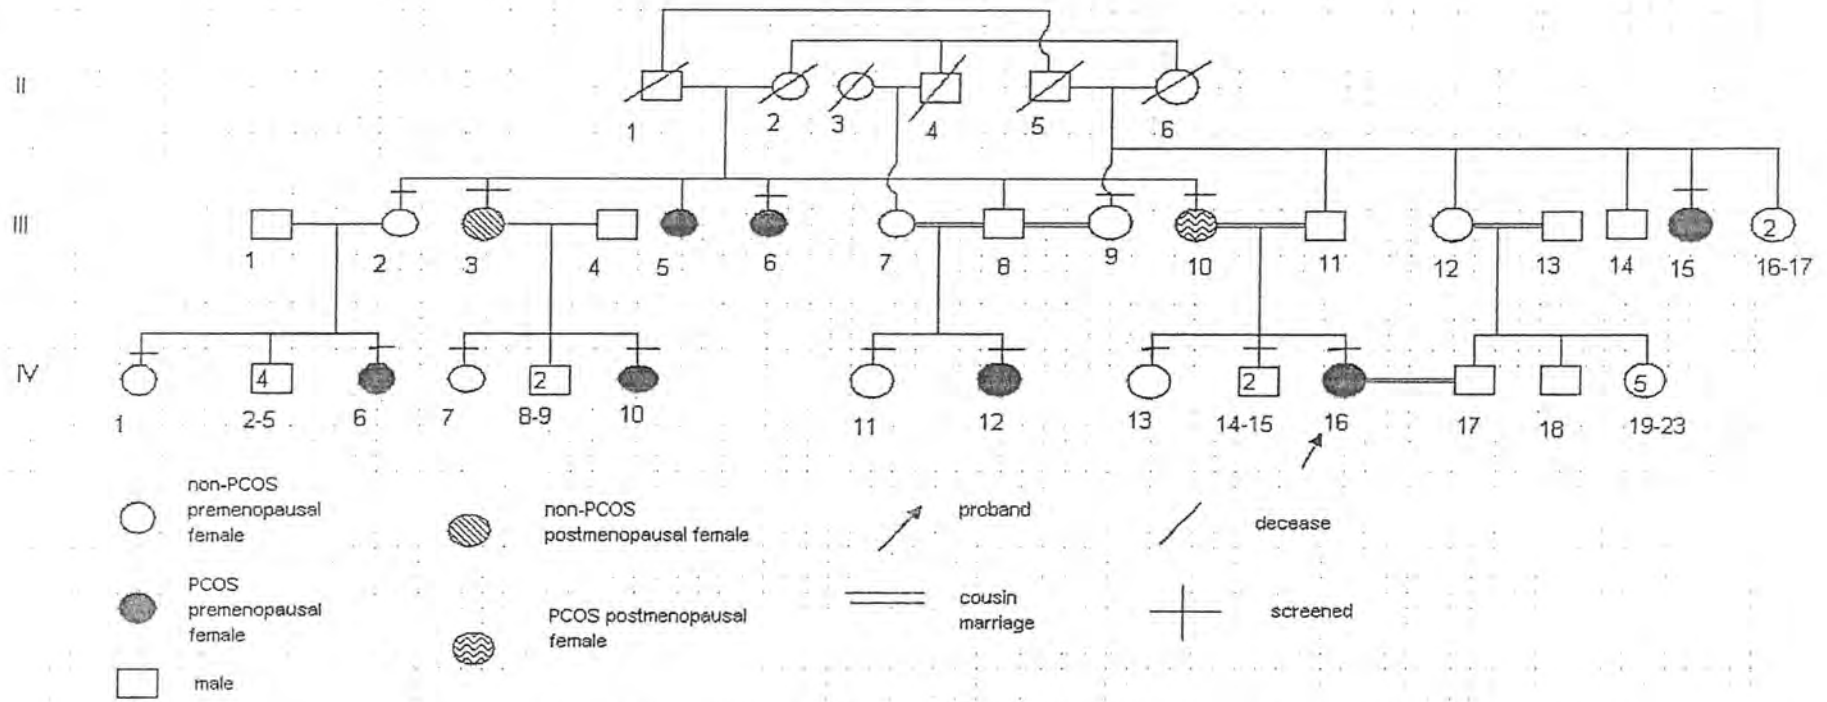 II
1 2 3 4 5 6
III
2
1 2 3 4 5 6 7 8 9 10 11 12 13 14 15 16-17
IV
4 2 2 5
1 2-5 6 7 8-9 10 11 12 13 14-15 16 17 18 19-23
non-PCOS
premenopausal
female
non-PCOS
postmenopausal female
proband
decease
PCOS
premenopausal
female
PCOS postmenopausal
female
cousin
marriage
screened
male